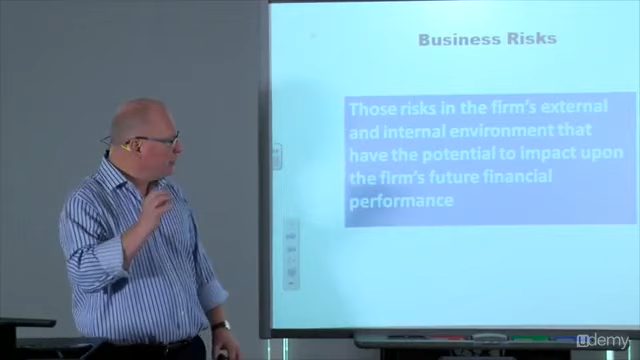 Business Risks
Those risks in the firm's external
and internal environment that
have the potential to impact upon
the firm's future financial
performance
udemy